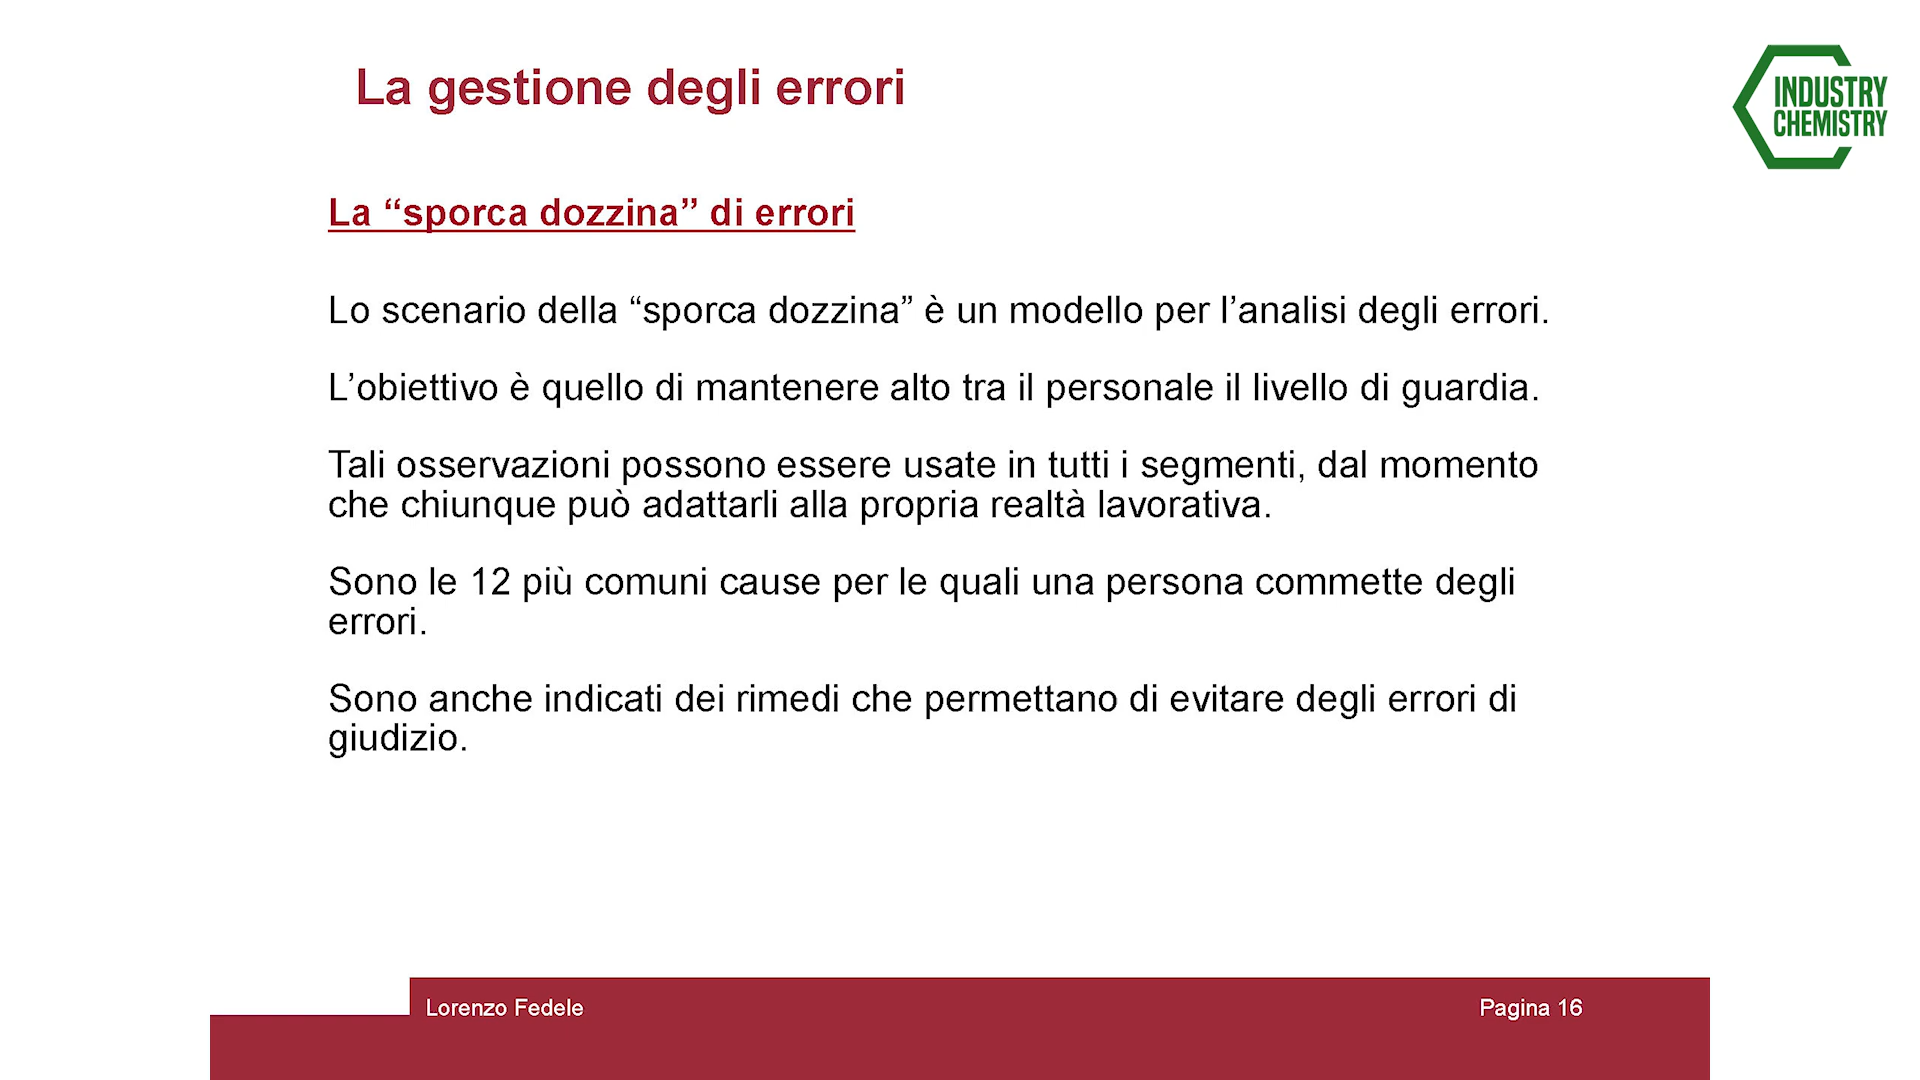 La gestione degli errori
INDUSTRY
CHEMISTRY
La “sporca dozzina” di errori
Lo scenario della “sporca dozzina” è un modello per l’analisi degli errori.
L’obiettivo è quello di mantenere alto tra il personale il livello di guardia.
Tali osservazioni possono essere usate in tutti i segmenti, dal momento
che chiunque può adattarli alla propria realtà lavorativa.
Sono le 12 più comuni cause per le quali una persona commette degli
errori.
Sono anche indicati dei rimedi che permettano di evitare degli errori di
giudizio.
Lorenzo Fedele
Pagina 16